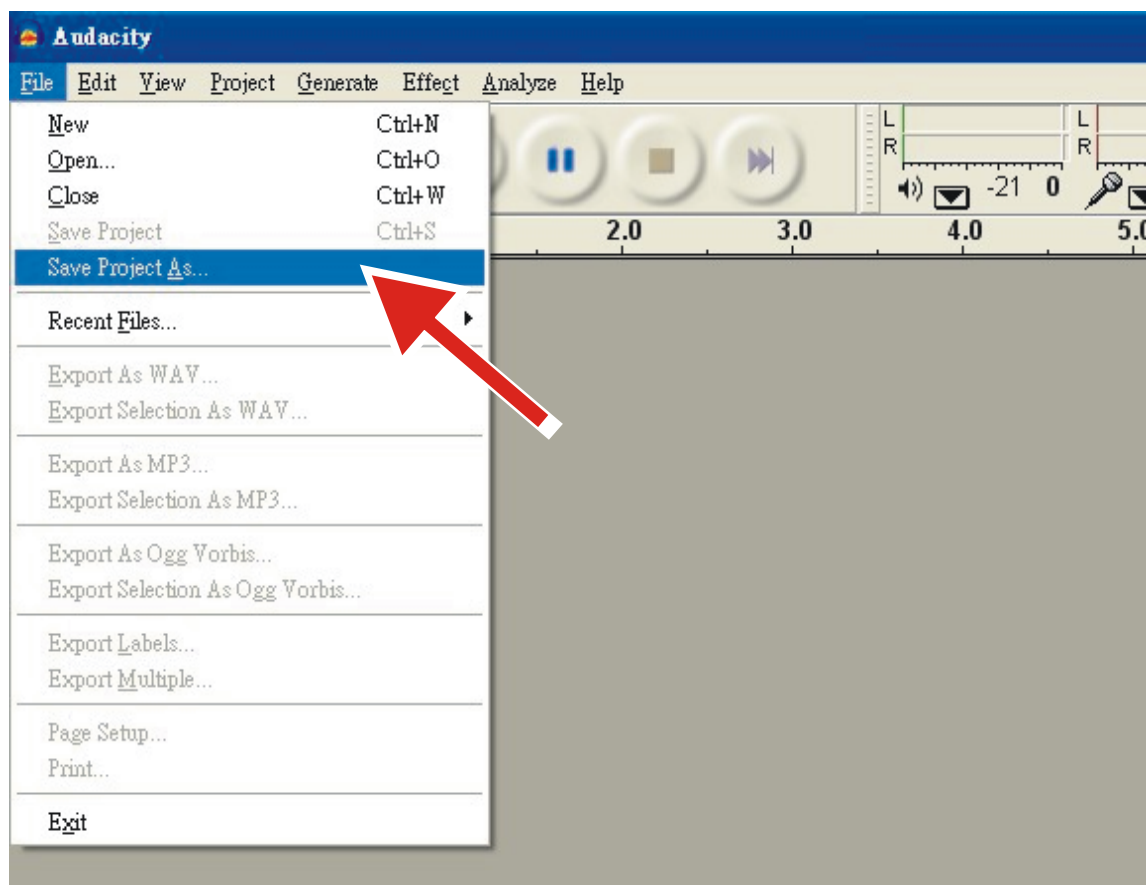 Audacity
File Edit View Project Generate Effect Analyze Help
New Ctrl+N
Open... Ctrl+O
Close Ctrl+W
Save Project Ctrl+S
Save Project As...
Recent Files...
Export As WAV...
Export Selection As WAV...
Export As MP3...
Export Selection As MP3...
Export As Ogg Vorbis...
Export Selection As Ogg Vorbis...
Export Labels...
Export Multiple...
Page Setup...
Print...
Exit
L L
R R
-21 0
2.0 3.0 4.0 5.0